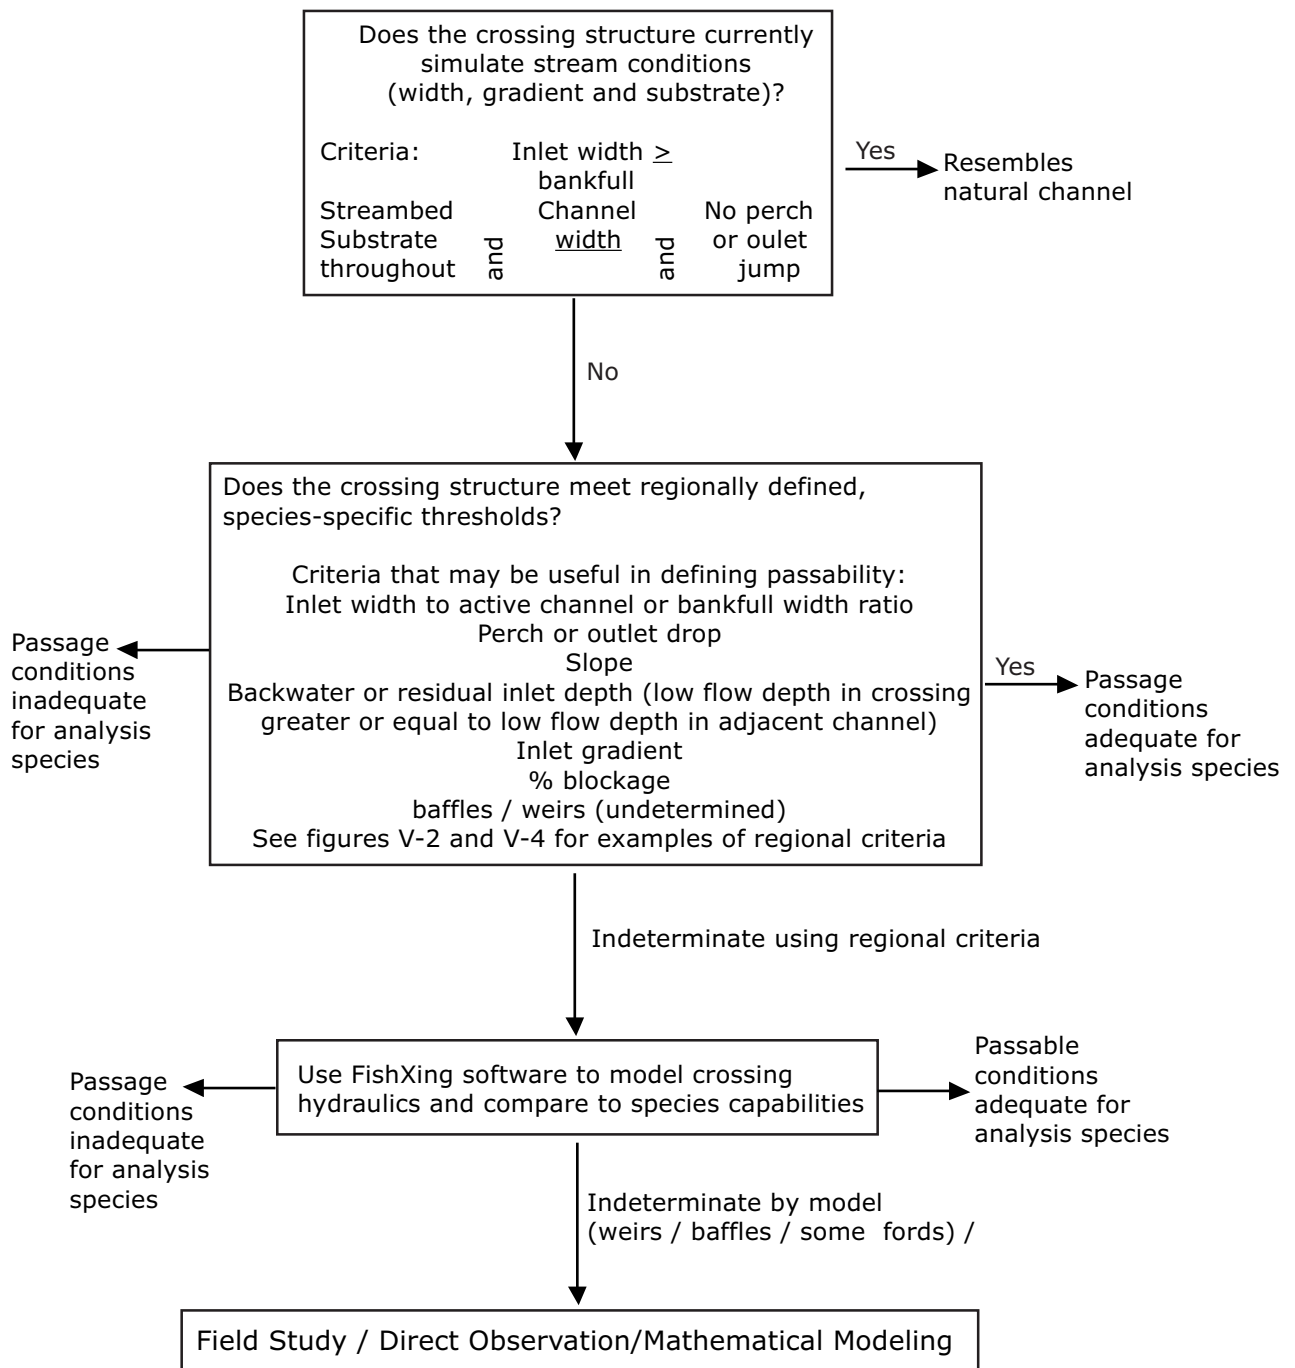 Does the crossing structure currently
simulate stream conditions
(width, gradient and substrate)?
Criteria:
Inlet width >
bankfull
Channel
width
Streambed
Substrate
throughout
and
and
No perch
or oulet
jump
Yes
Resembles
natural channel
No
Does the crossing structure meet regionally defined,
species-specific thresholds?
Criteria that may be useful in defining passability:
Inlet width to active channel or bankfull width ratio
Perch or outlet drop
Slope
Backwater or residual inlet depth (low flow depth in crossing
greater or equal to low flow depth in adjacent channel)
Inlet gradient
% blockage
baffles / weirs (undetermined)
See figures V-2 and V-4 for examples of regional criteria
Passage
conditions
inadequate
for analysis
species
Yes
Passage
conditions
adequate for
analysis species
Indeterminate using regional criteria
Use FishXing software to model crossing
hydraulics and compare to species capabilities
Passage
conditions
inadequate
for analysis
species
Passable
conditions
adequate for
analysis species
Indeterminate by model
(weirs / baffles / some  fords) /
Field Study / Direct Observation/Mathematical Modeling